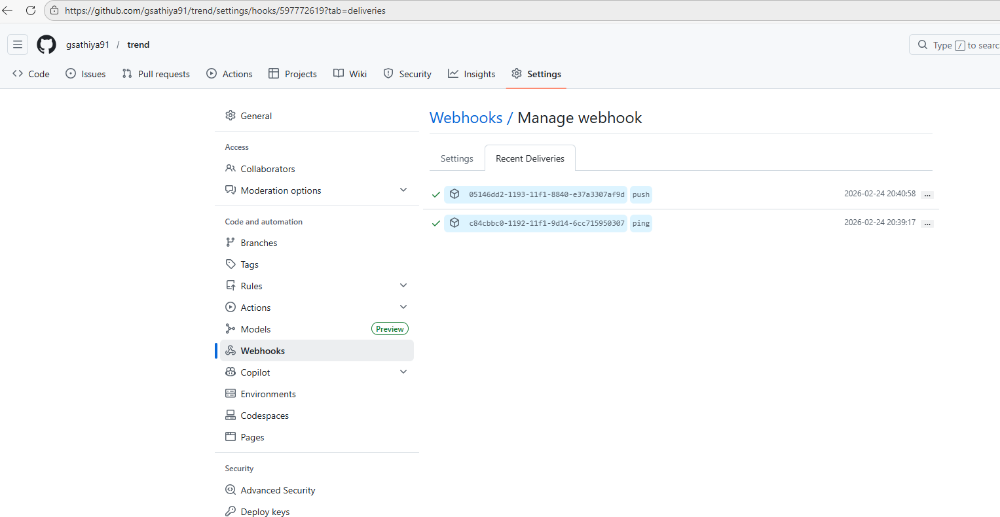 https://github.com/gsathiya91/trend/settings/hooks/597772619?tab=deliveries
gsathiya91 / trend
Type / to searc
Code Issues Pull requests Actions Projects Wiki Security Insights Settings
General
Access
Collaborators
Moderation options
Code and automation
Branches
Tags
Rules
Actions
Models Preview
Webhooks
Copilot
Environments
Codespaces
Pages
Security
Advanced Security
Deploy keys
Webhooks / Manage webhook
Settings Recent Deliveries
05146dd2-1193-11f1-8840-e37a3307af9d push 2026-02-24 20:40:58 ...
c84cbbc0-1192-11f1-9d14-6cc715950307 ping 2026-02-24 20:39:17 ...